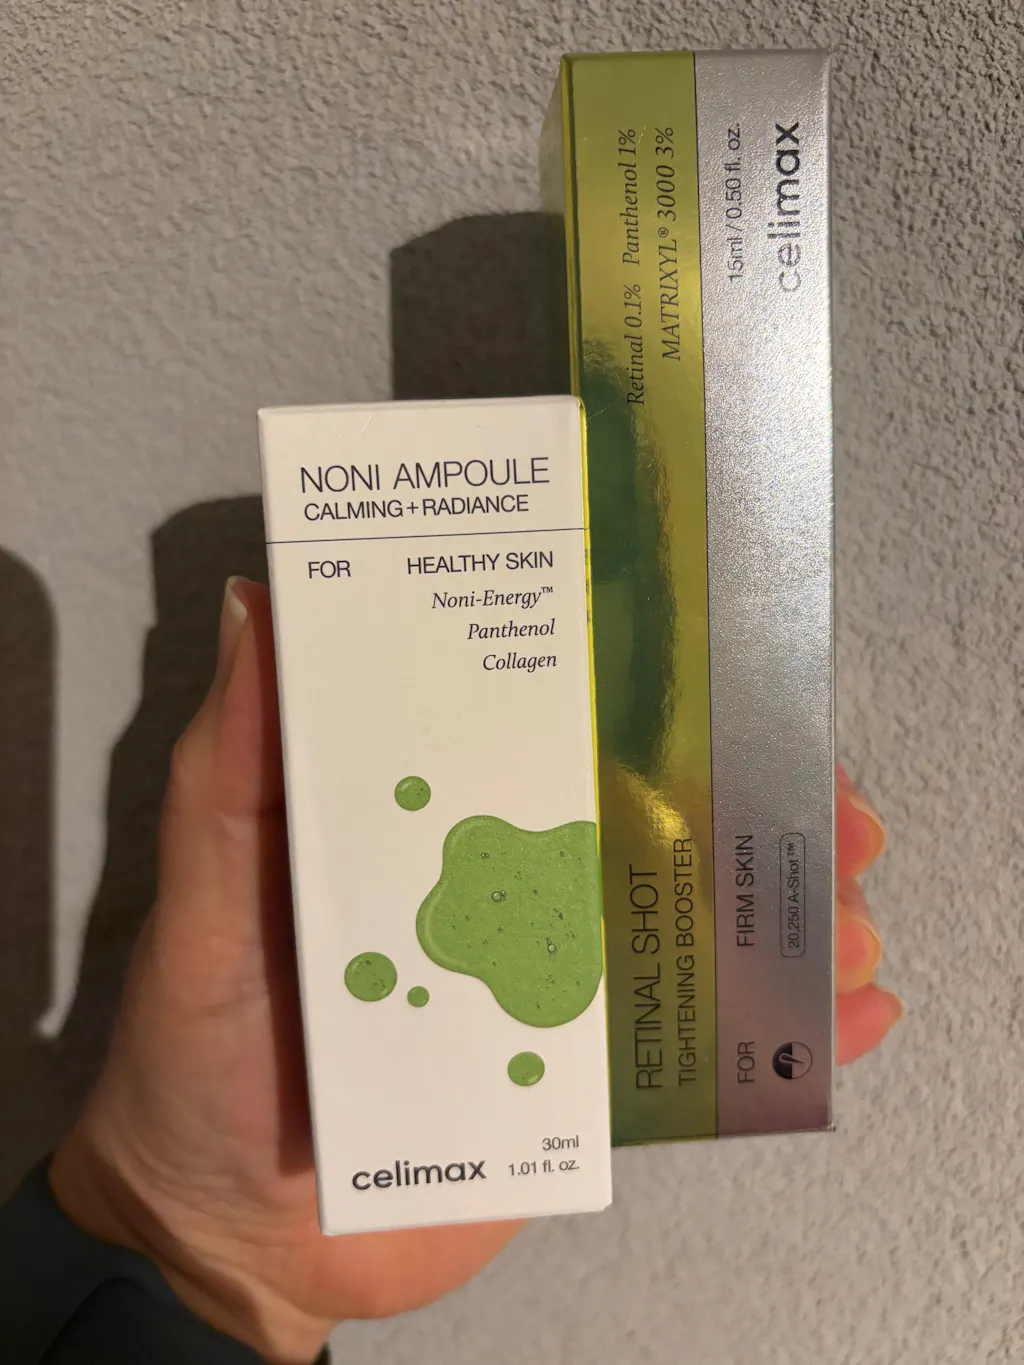 NONI AMPOULE
CALMING+RADIANCE
FOR HEALTHY SKIN
Noni-Energy™
Panthenol
Collagen
30ml
celimax 1.01 fl. oz.
RETINAL SHOT
TIGHTENING BOOSTER
Retinal 0.1% Panthenol 1%
MATRIXYL® 3000 3%
FOR FIRM SKIN
15ml / 0.50 fl. oz.
20,250 A-Shot™
celimax